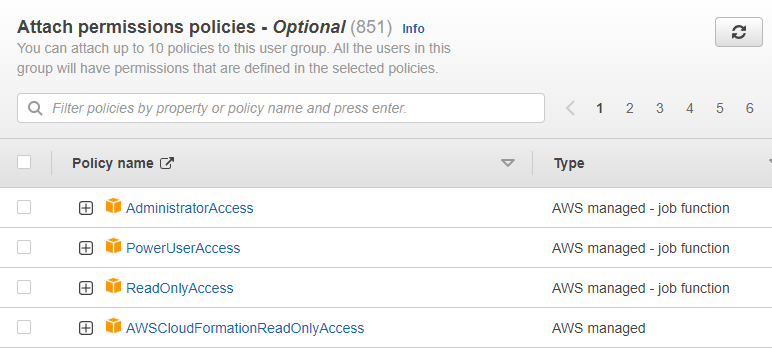 Attach permissions policies - Optional (851) Info
You can attach up to 10 policies to this user group. All the users in this
group will have permissions that are defined in the selected policies.
Filter policies by property or policy name and press enter.
1 2 3 4 5 6
Policy name Type
AdministratorAccess AWS managed - job function
PowerUserAccess AWS managed - job function
ReadOnlyAccess AWS managed - job function
AWSCloudFormationReadOnlyAccess AWS managed